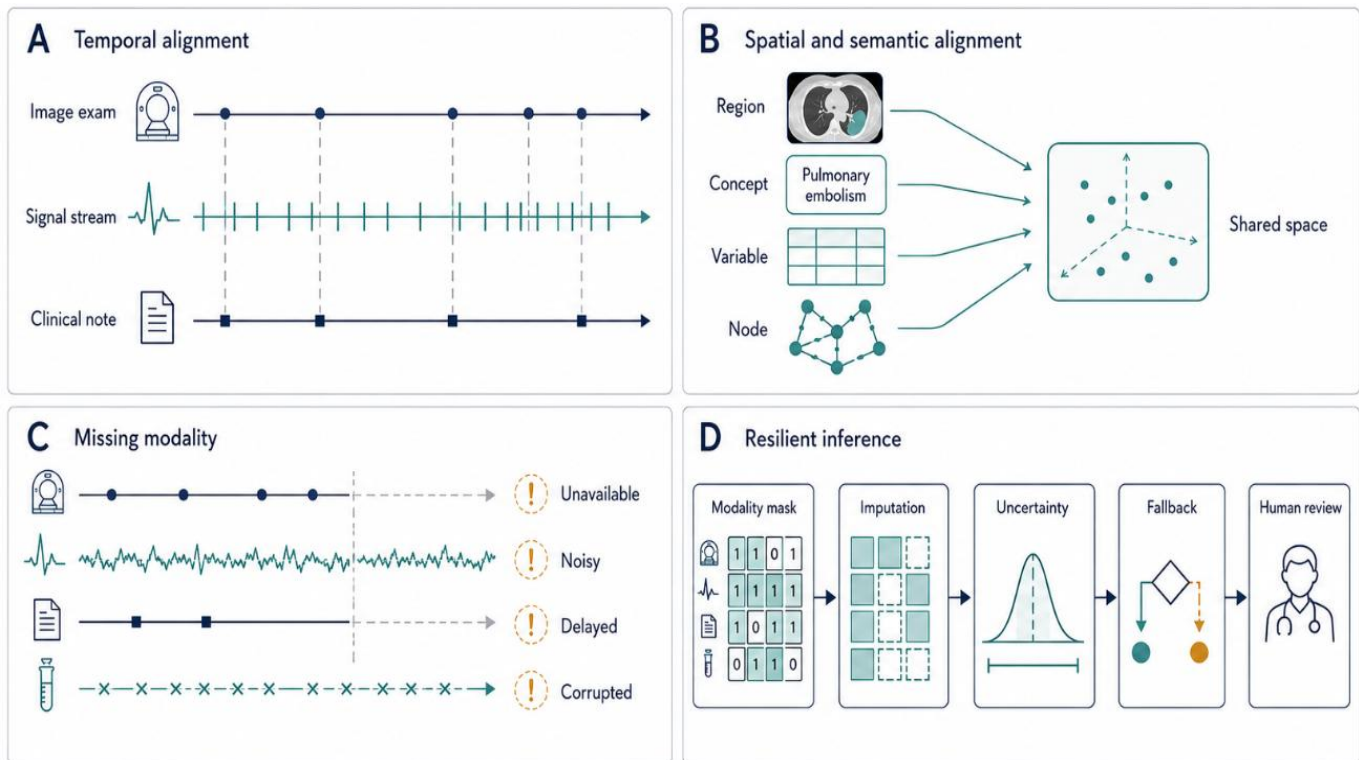 A Temporal alignment
Image exam
Signal stream
Clinical note
B Spatial and semantic alignment
Region
Concept
Pulmonary
embolism
Variable
Node
Shared space
C Missing modality
! Unavailable
! Noisy
! Delayed
! Corrupted
D Resilient inference
Modality mask
1 1 0 1
1 1 1 1
1 0 1 1
0 1 1 0
Imputation
Uncertainty
Fallback
Human review